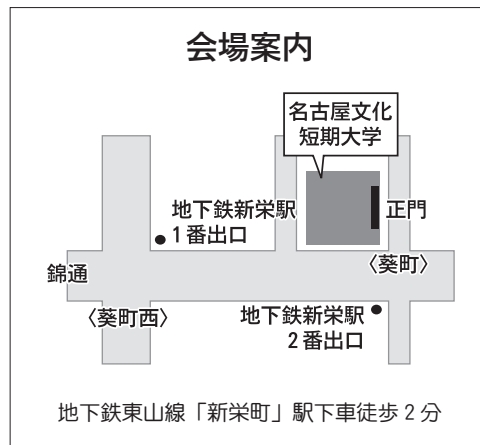 会場案内
名古屋文化
短期大学
地下鉄新栄駅
1番出口
正門
錦通
〈葵町〉
〈葵町西〉
地下鉄新栄駅
2番出口
地下鉄東山線「新栄町」駅下車徒歩2分